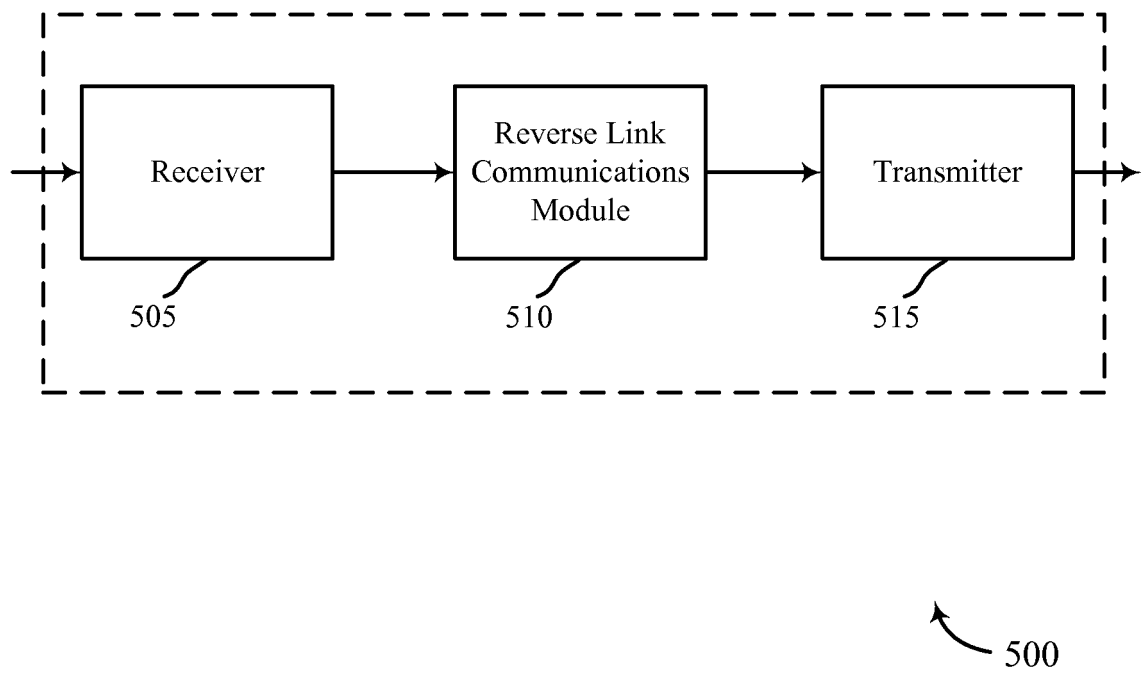 Receiver
Reverse Link
Communications
Module
Transmitter
505
510
515
500